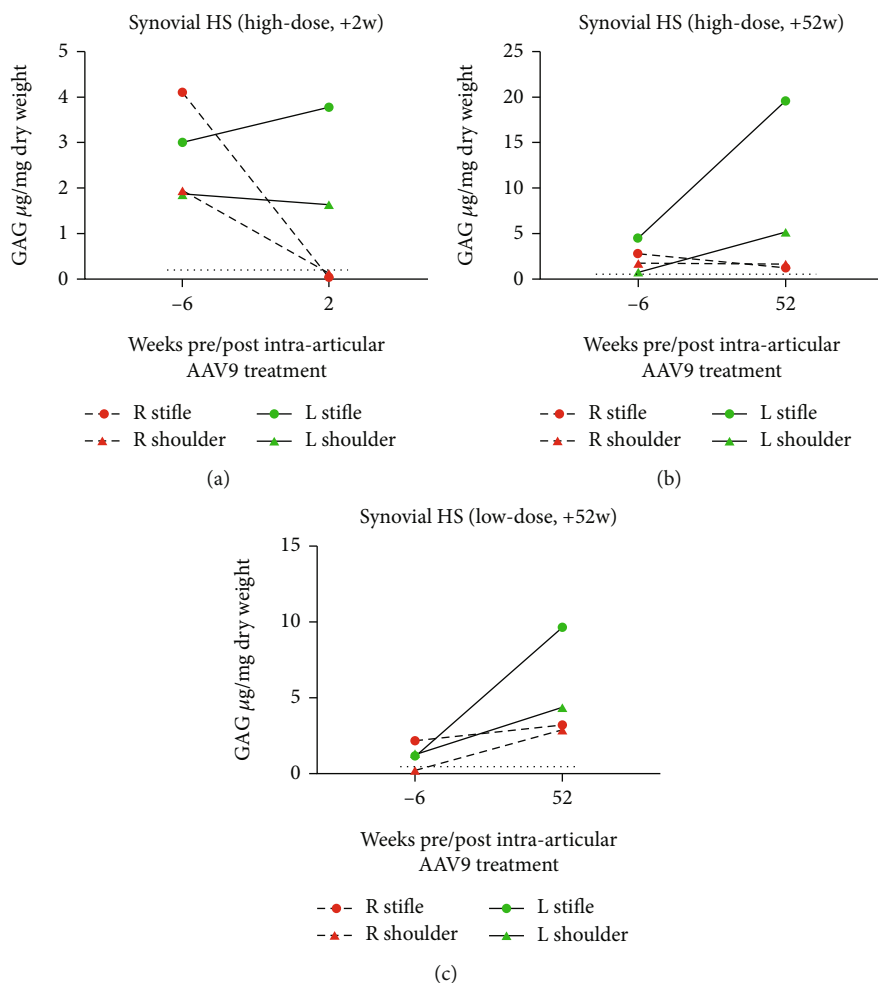 Synovial HS (high-dose, +2w)
GAG μg/mg dry weight
5
4
3
2
1
0
–6
2
Weeks pre/post intra-articular
AAV9 treatment
R stifle
L stifle
R shoulder
L shoulder
(a)
Synovial HS (high-dose, +52w)
GAG μg/mg dry weight
25
20
15
10
5
0
–6
52
Weeks pre/post intra-articular
AAV9 treatment
R stifle
L stifle
R shoulder
L shoulder
(b)
Synovial HS (low-dose, +52w)
GAG μg/mg dry weight
15
10
5
0
–6
52
Weeks pre/post intra-articular
AAV9 treatment
R stifle
L stifle
R shoulder
L shoulder
(c)